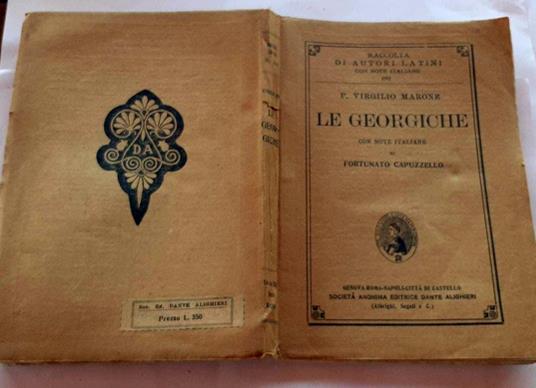 RACCOLTA
DI AUTORI LATINI
CON NOTE ITALIANE
P. VIRGILIO MARONE
LE GEORGICHE
CON NOTE ITALIANE
DI
FORTUNATO CAPUZZELLO
GENOVA-ROMA-NAPOLI-CITTÀ DI CASTELLO
SOCIETÀ ANONIMA EDITRICE DANTE ALIGHIERI
(Albrighi, Segati e C.)
LE
GEOR-
GICHE
DA
Soc. Ed. DANTE ALIGHIERI
Prezzo L. 350